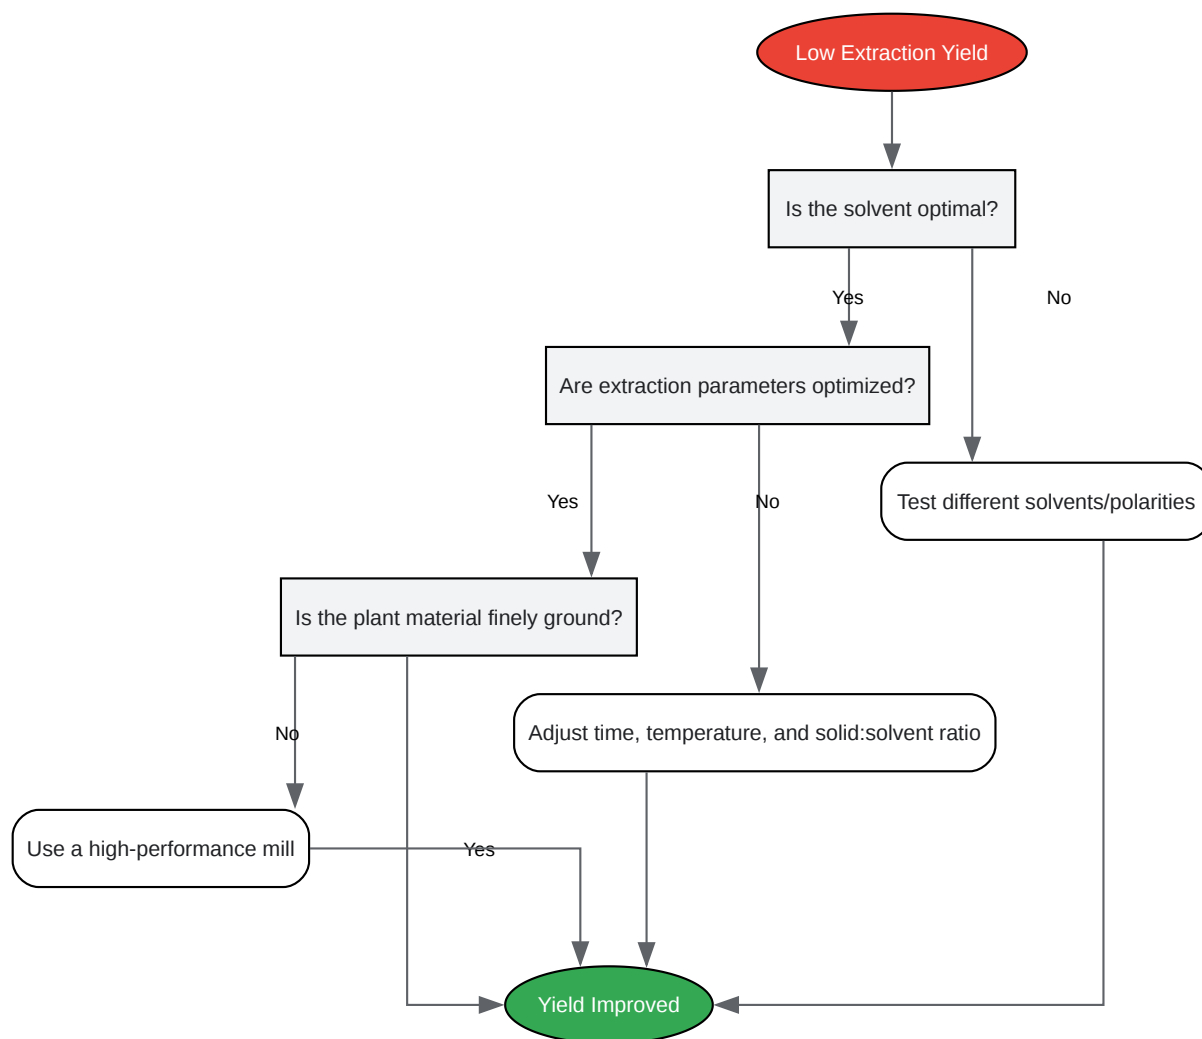 Low Extraction Yield
Is the solvent optimal?
Yes
No
Are extraction parameters optimized?
Yes
No
Test different solvents/polarities
Is the plant material finely ground?
No
Adjust time, temperature, and solid:solvent ratio
Use a high-performance mill
Yes
Yield Improved